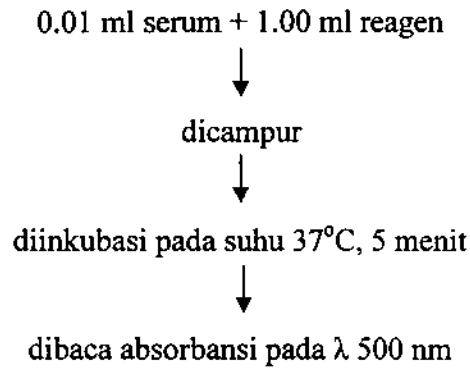 0.01 ml serum + 1.00 ml reagen
dicampur
diinkubasi pada suhu 37°C, 5 menit
dibaca absorbansi pada λ 500 nm